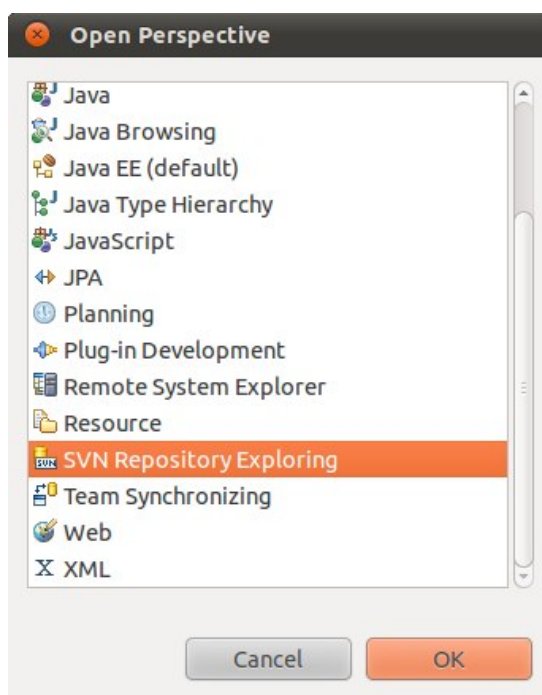 Open Perspective
Java
Java Browsing
Java EE (default)
Java Type Hierarchy
JavaScript
JPA
Planning
Plug-in Development
Remote System Explorer
Resource
SVN Repository Exploring
Team Synchronizing
Web
X XML
Cancel OK